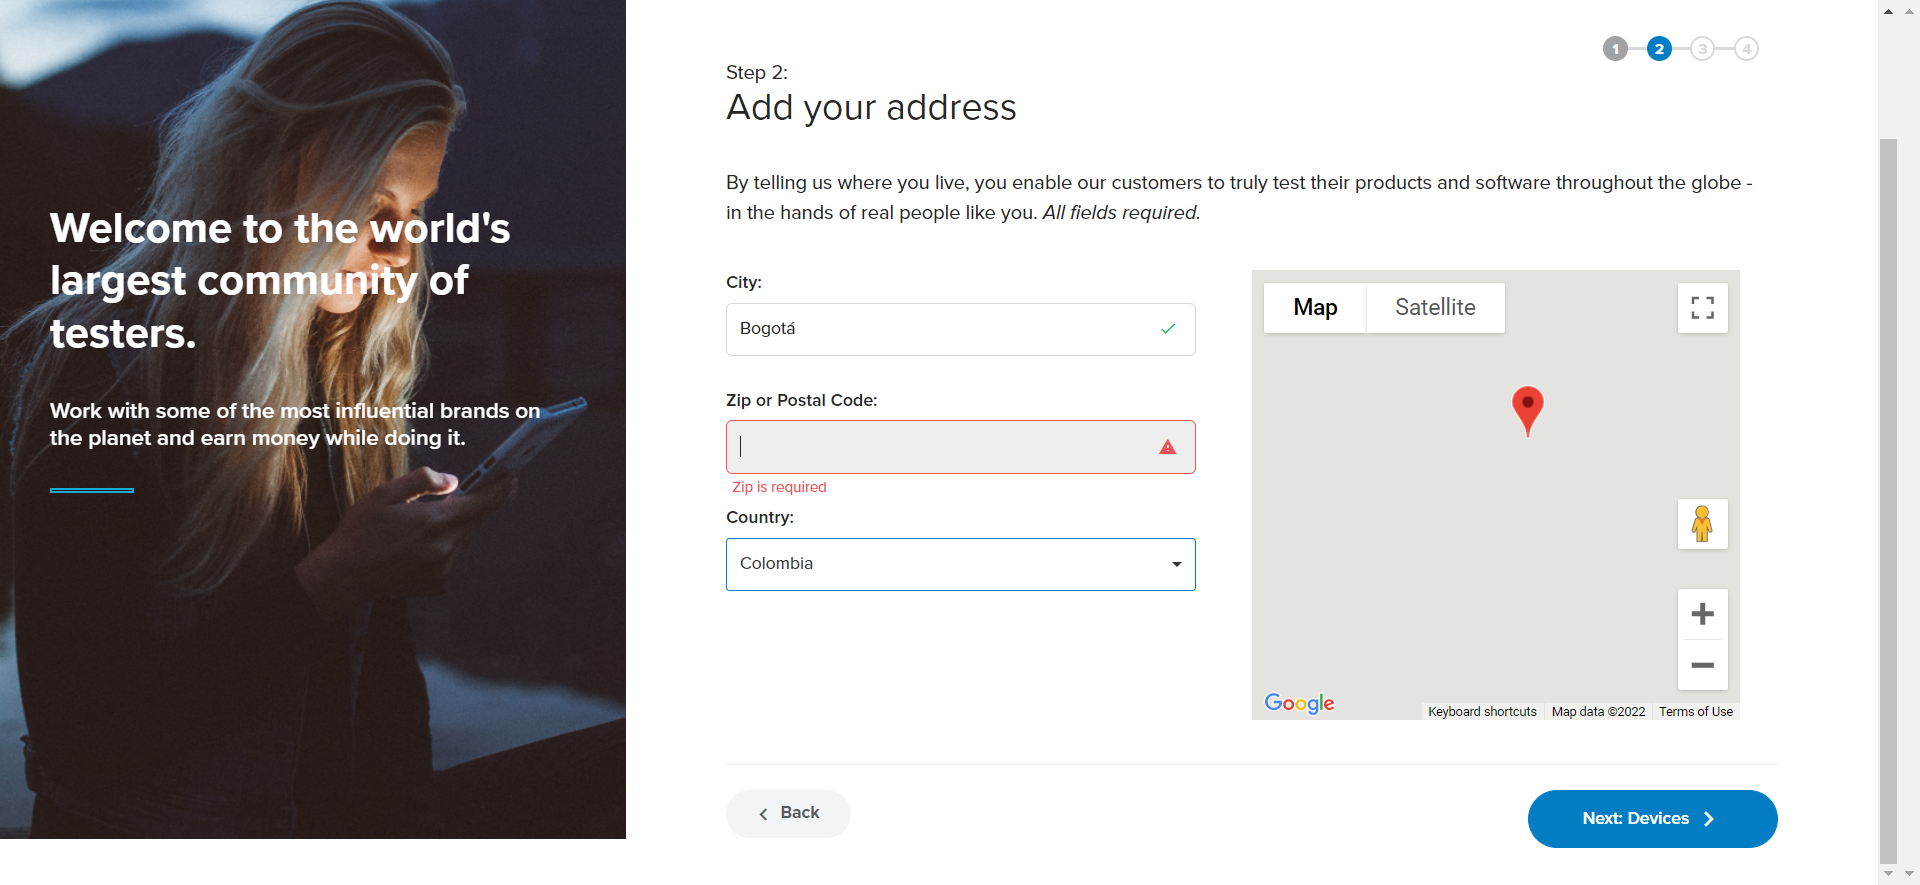 Welcome to the world's
largest community of
testers.
Work with some of the most influential brands on
the planet and earn money while doing it.
1 2 3 4
Step 2:
Add your address
By telling us where you live, you enable our customers to truly test their products and software throughout the globe -
in the hands of real people like you. All fields required.
City:
Bogotá
Zip or Postal Code:
Zip is required
Country:
Colombia
Map Satellite
Google
Keyboard shortcuts Map data ©2022 Terms of Use
Back
Next: Devices